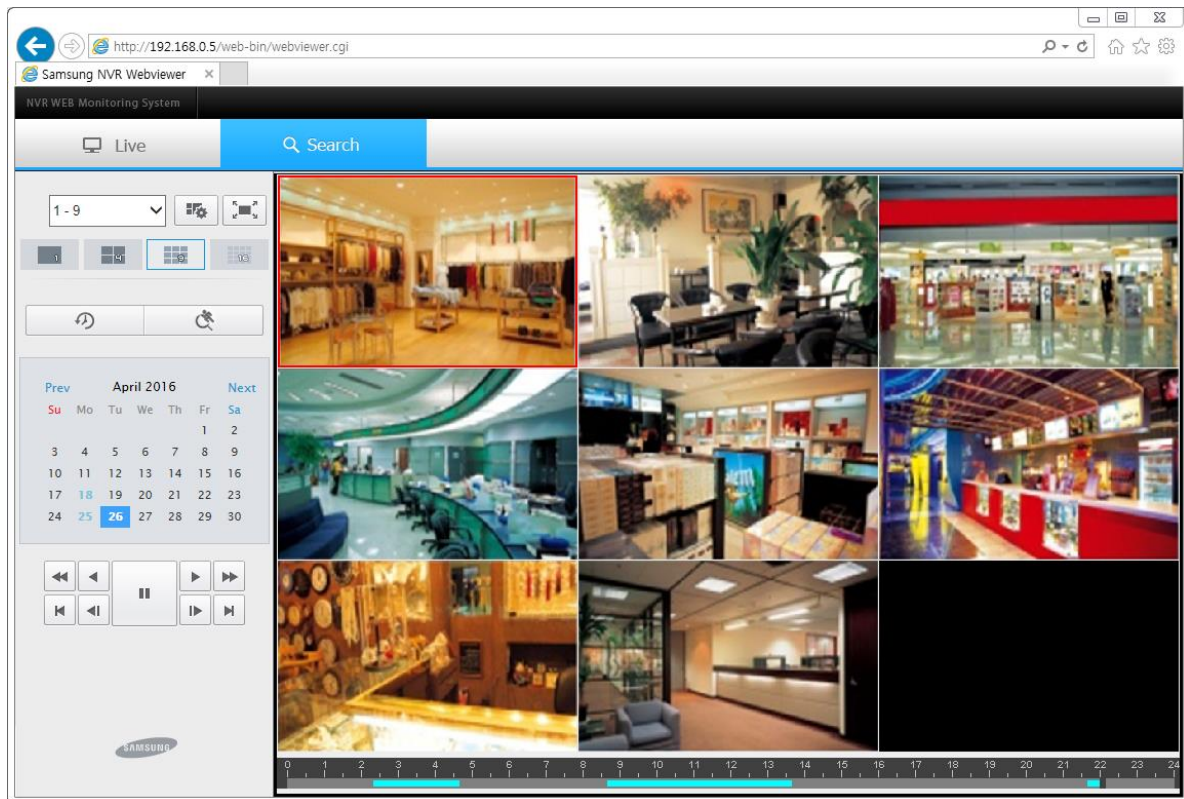 http://192.168.0.5/web-bin/webviewer.cgi
Samsung NVR Webviewer
NVR WEB Monitoring System
Live
Search
1 - 9
1
4
9
16
Prev April 2016 Next
Su Mo Tu We Th Fr Sa
1 2
3 4 5 6 7 8 9
10 11 12 13 14 15 16
17 18 19 20 21 22 23
24 25 26 27 28 29 30
SAMSUNG
0 1 2 3 4 5 6 7 8 9 10 11 12 13 14 15 16 17 18 19 20 21 22 23 24